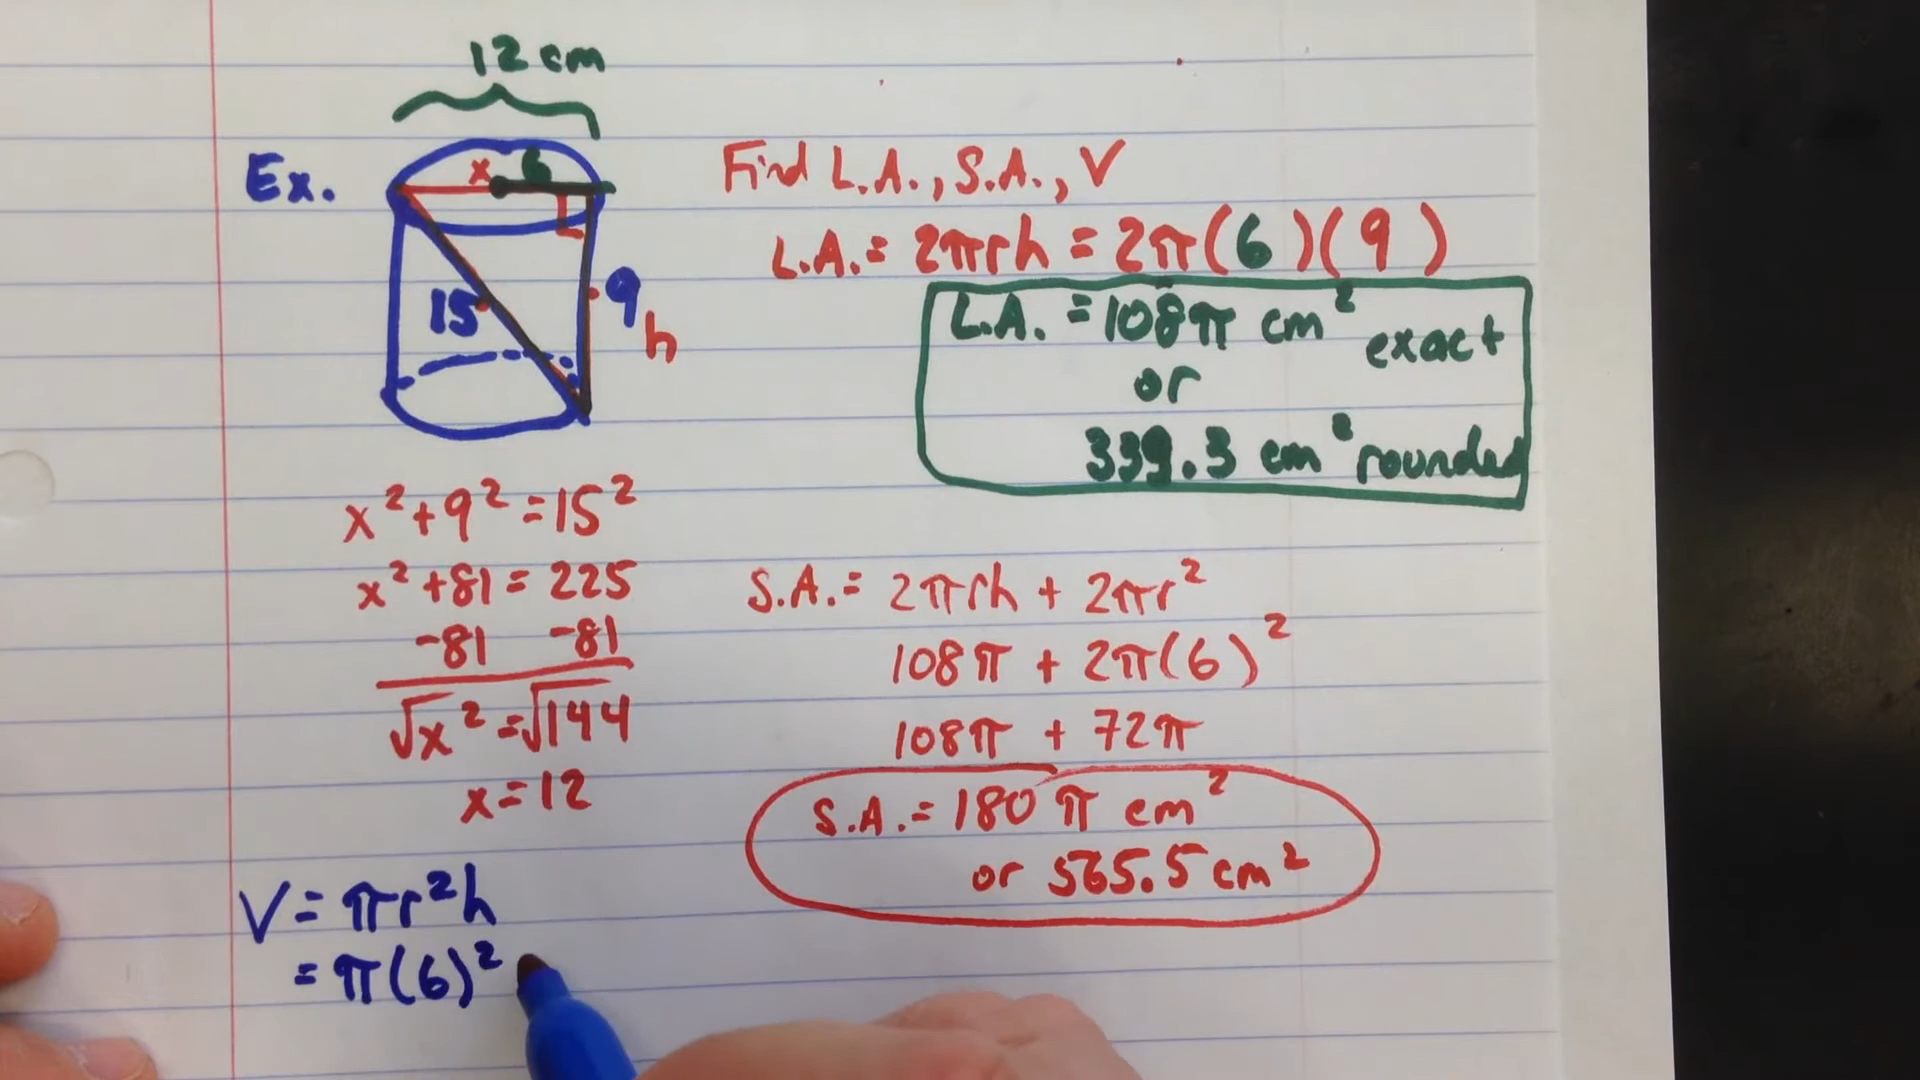 12 cm
Ex.
x 6
15
9
h
x² + 9² = 15²
x² + 81 = 225
-81 -81
√x² = √144
x = 12
V = πr²h
= π(6)²
Find L.A., S.A., V
L.A. = 2πrh = 2π(6)(9)
L.A. = 108π cm² exact
or
339.3 cm² rounded
S.A. = 2πrh + 2πr²
108π + 2π(6)²
108π + 72π
S.A. = 180π cm²
or 565.5 cm²